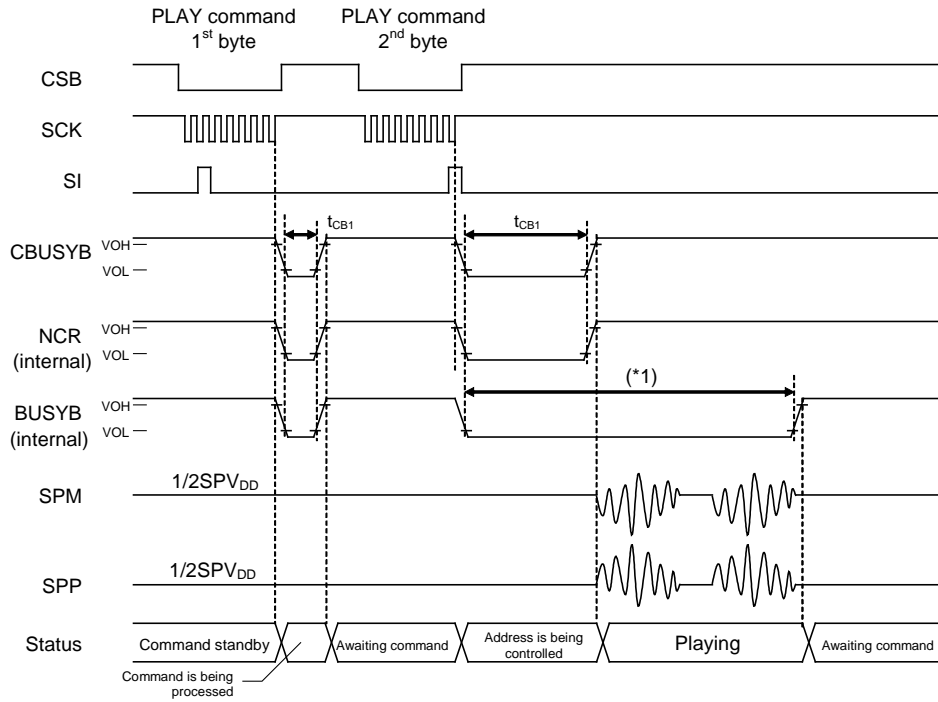 PLAY command
1st byte
PLAY command
2nd byte
CSB
SCK
SI
tCB1
tCB1
CBUSYB
VOH
VOL
NCR
(internal)
VOH
VOL
(*1)
BUSYB
(internal)
VOH
VOL
SPM
1/2SPVDD
SPP
1/2SPVDD
Status
Command standby
Awaiting command
Address is being
controlled
Playing
Awaiting command
Command is being
processed